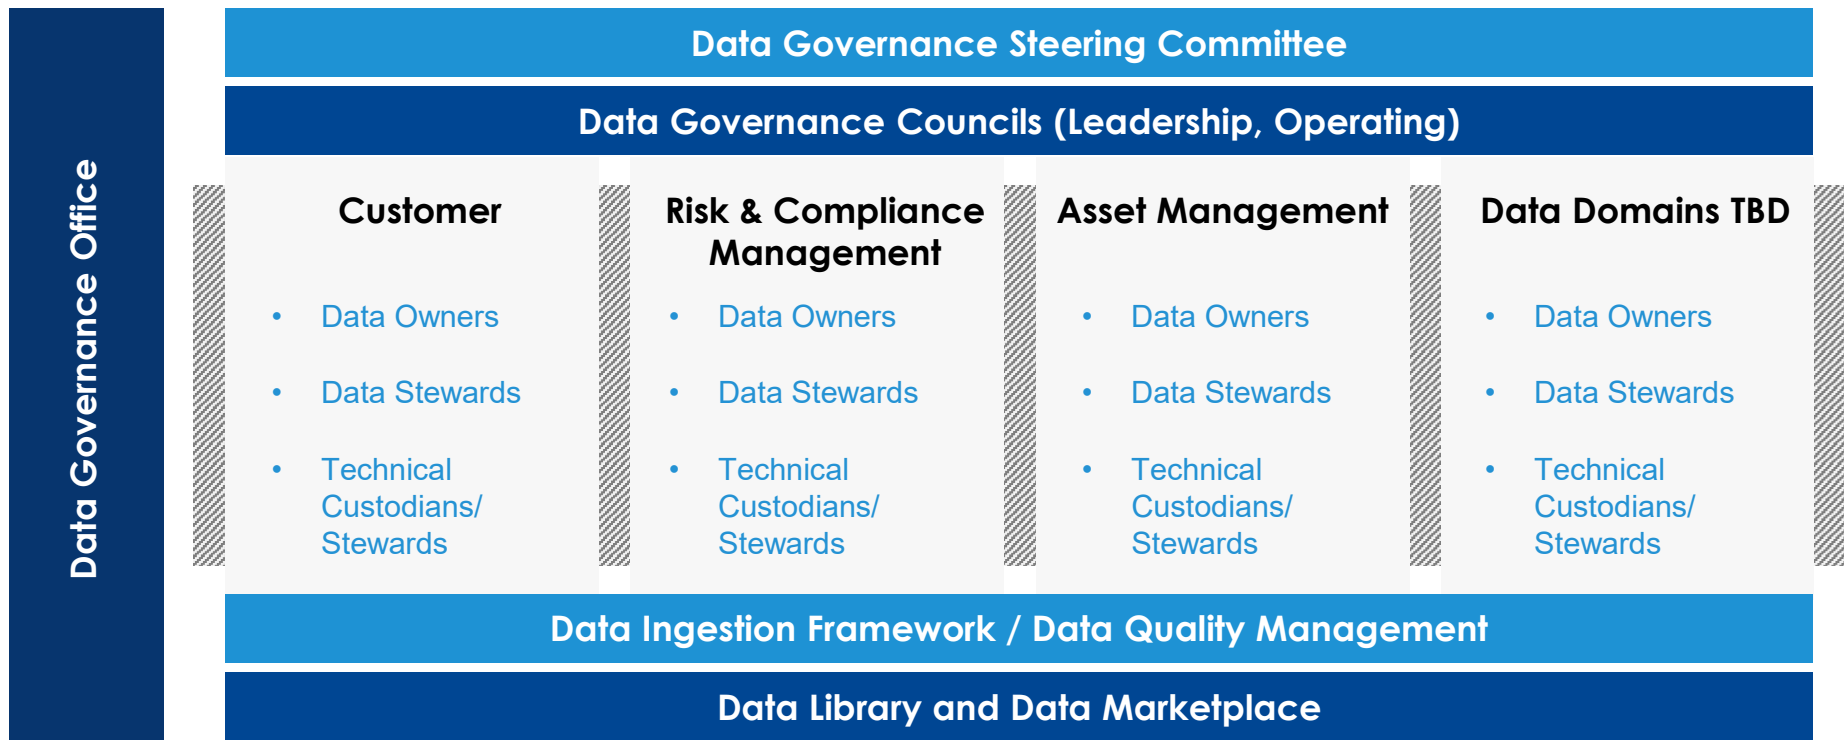 Data Governance Office
Data Governance Steering Committee
Data Governance Councils (Leadership, Operating)
Customer
• Data Owners
• Data Stewards
• Technical
Custodians/
Stewards
Risk & Compliance
Management
• Data Owners
• Data Stewards
• Technical
Custodians/
Stewards
Asset Management
• Data Owners
• Data Stewards
• Technical
Custodians/
Stewards
Data Domains TBD
• Data Owners
• Data Stewards
• Technical
Custodians/
Stewards
Data Ingestion Framework / Data Quality Management
Data Library and Data Marketplace